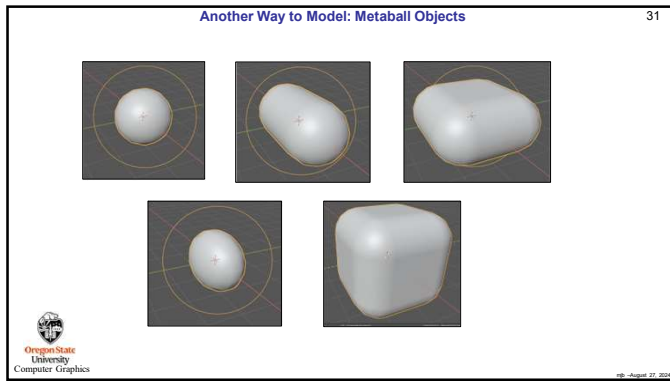 Another Way to Model: Metaball Objects
31
Oregon State
University
Computer Graphics
mjb –August 27, 2024